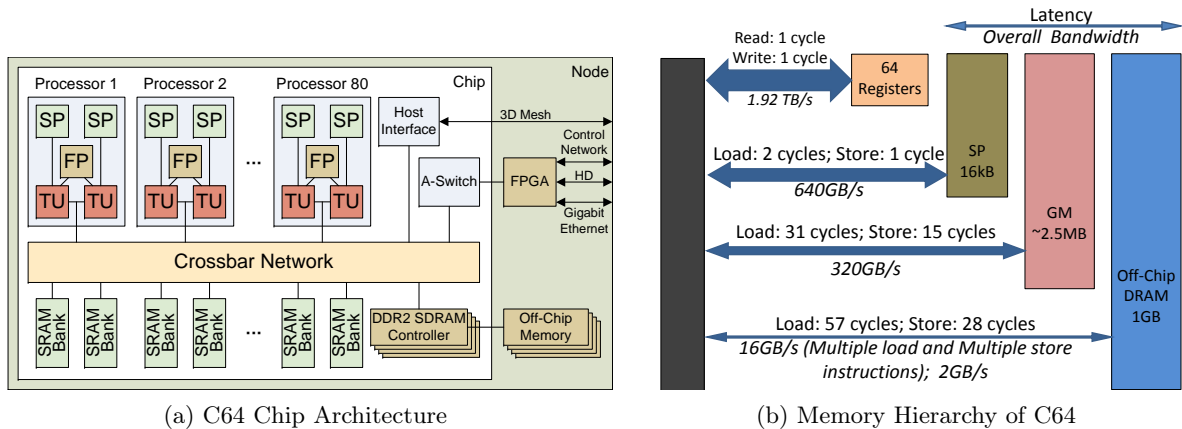 Node
Chip
Processor 1
Processor 2
Processor 80
SP
SP
SP
SP
SP
SP
FP
FP
FP
TU
TU
TU
TU
TU
TU
...
Host
Interface
3D Mesh
A-Switch
FPGA
Control
Network
HD
Gigabit
Ethernet
Crossbar Network
SRAM
Bank
SRAM
Bank
SRAM
Bank
SRAM
Bank
...
SRAM
Bank
SRAM
Bank
DDR2 SDRAM
Controller
Off-Chip
Memory
(a) C64 Chip Architecture
Latency
Overall Bandwidth
Read: 1 cycle
Write: 1 cycle
1.92 TB/s
64
Registers
Load: 2 cycles; Store: 1 cycle
640GB/s
SP
16kB
Load: 31 cycles; Store: 15 cycles
320GB/s
GM
~2.5MB
Load: 57 cycles; Store: 28 cycles
16GB/s (Multiple load and Multiple store
instructions); 2GB/s
Off-Chip
DRAM
1GB
(b) Memory Hierarchy of C64